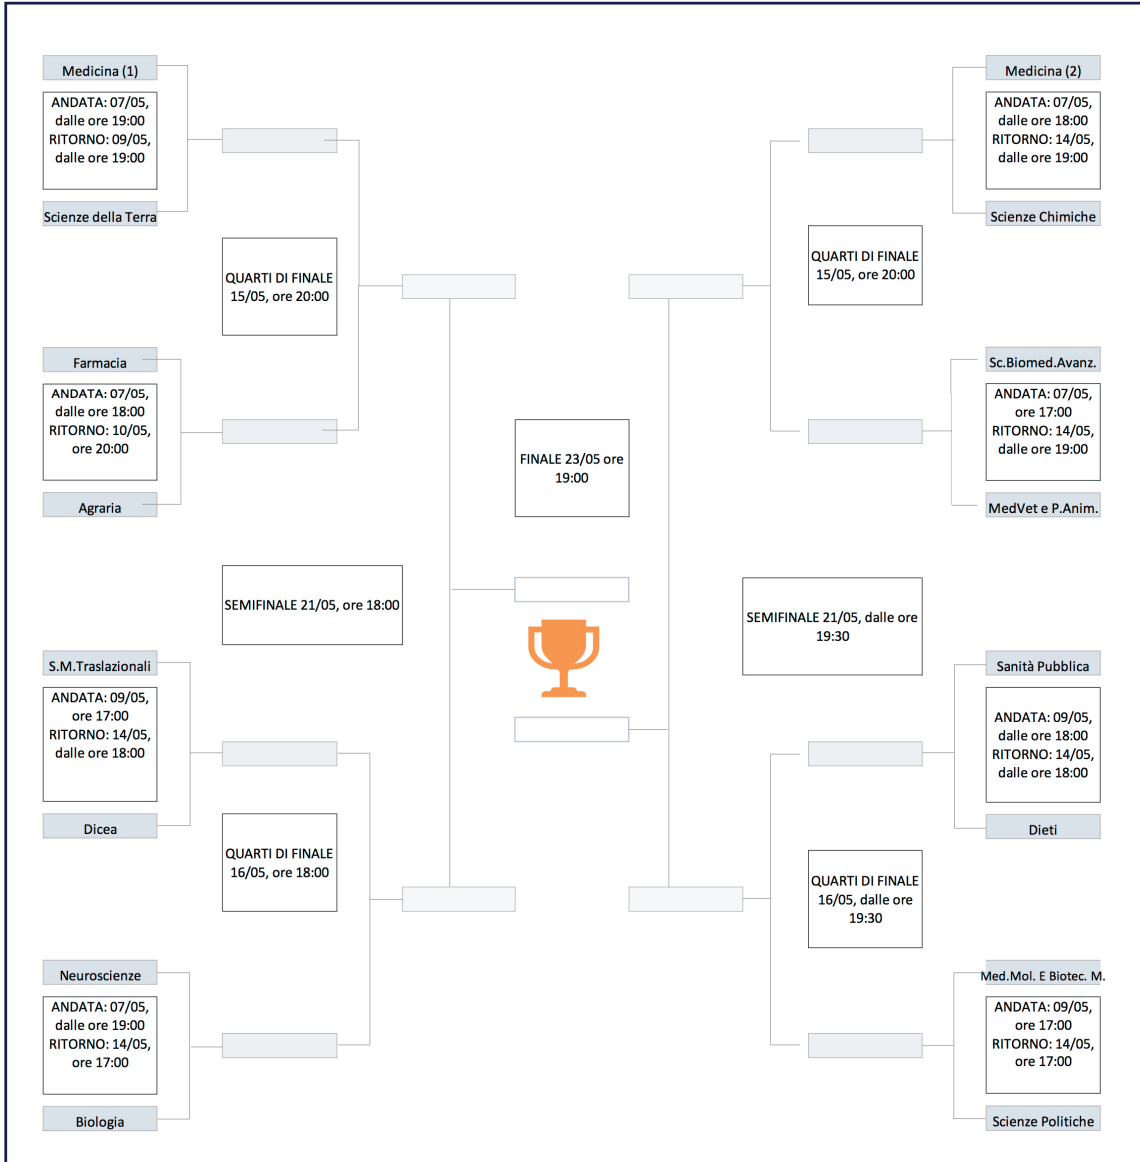 Medicina (1)
ANDATA: 07/05,
dalle ore 19:00
RITORNO: 09/05,
dalle ore 19:00
Scienze della Terra
QUARTI DI FINALE
15/05, ore 20:00
Farmacia
ANDATA: 07/05,
dalle ore 18:00
RITORNO: 10/05,
ore 20:00
Agraria
SEMIFINALE 21/05, ore 18:00
S.M.Traslazionali
ANDATA: 09/05,
ore 17:00
RITORNO: 14/05,
dalle ore 18:00
Dicea
QUARTI DI FINALE
16/05, ore 18:00
Neuroscienze
ANDATA: 07/05,
dalle ore 19:00
RITORNO: 14/05,
ore 17:00
Biologia
FINALE 23/05 ore
19:00
Medicina (2)
ANDATA: 07/05,
dalle ore
18:00
RITORNO: 14/05,
dalle ore
19:00
Scienze Chimiche
QUARTI DI FINALE
15/05, ore 20:00
Sc.Biomed.Avanz.
ANDATA: 07/05,
ore 17:00
RITORNO: 14/05,
dalle ore
19:00
MedVet e P.Anim.
SEMIFINALE 21/05, dalle ore
19:30
Sanità Pubblica
ANDATA: 09/05,
dalle ore
18:00
RITORNO: 14/05,
dalle ore 18:00
Dieti
QUARTI DI FINALE
16/05, dalle ore
19:30
Med.Mol. E Biotec. M.
ANDATA: 09/05,
ore 17:00
RITORNO: 14/05,
ore 17:00
Scienze Politiche